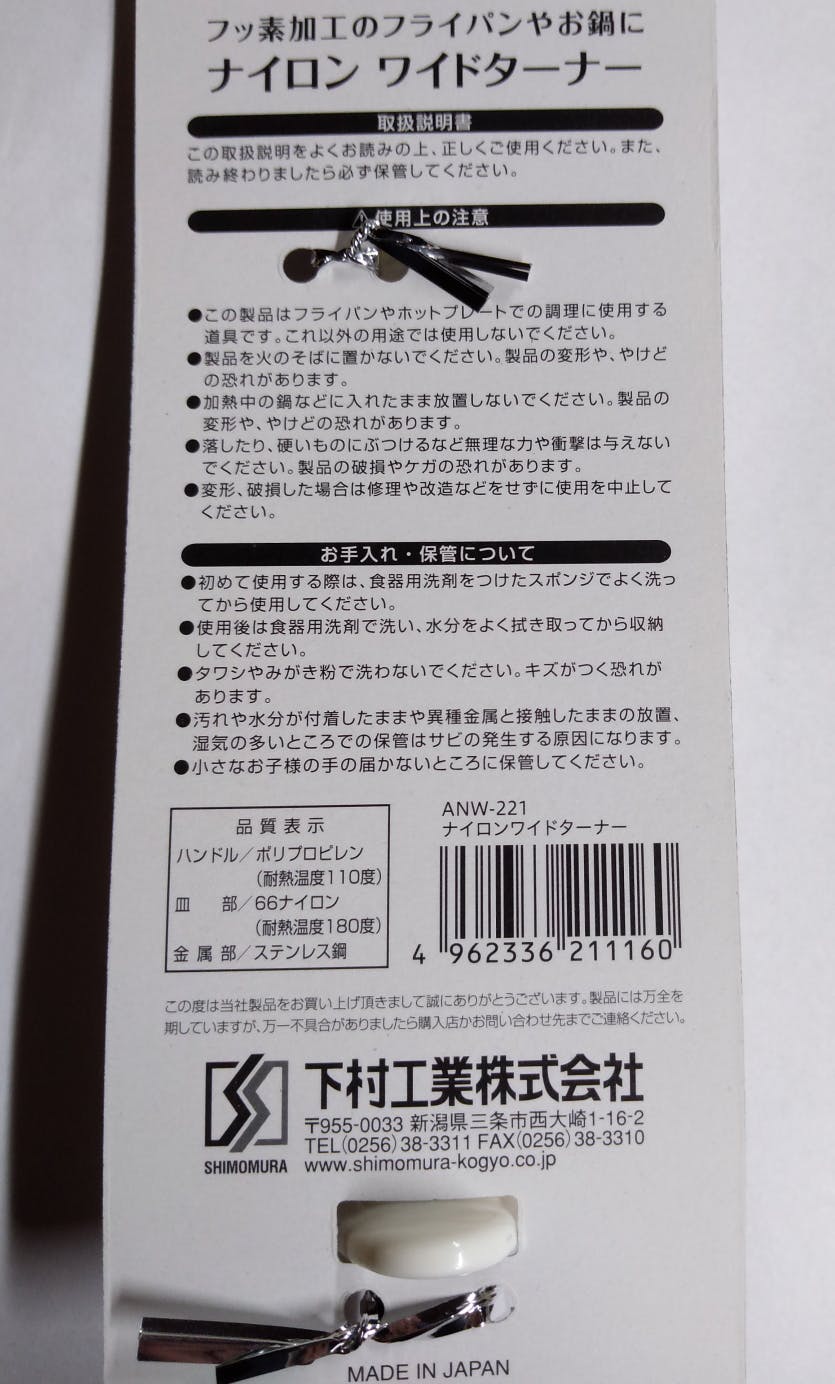 フッ素加工のフライパンやお鍋に
ナイロン ワイドターナー
取扱説明書
この取扱説明をよくお読みの上、正しくご使用ください。また、
読み終わりましたら必ず保管してください。
⚠使用上の注意
●この製品はフライパンやホットプレートでの調理に使用する
道具です。これ以外の用途では使用しないでください。
●製品を火のそばに置かないでください。製品の変形や、やけど
の恐れがあります。
●加熱中の鍋などに入れたまま放置しないでください。製品の
変形や、やけどの恐れがあります。
●落したり、硬いものにぶつけるなど無理な力や衝撃は与えない
でください。製品の破損やケガの恐れがあります。
●変形、破損した場合は修理や改造などをせずに使用を中止して
ください。
お手入れ・保管について
●初めて使用する際は、食器用洗剤をつけたスポンジでよく洗っ
てから使用してください。
●使用後は食器用洗剤で洗い、水分をよく拭き取ってから収納
してください。
●タワシやみがき粉で洗わないでください。キズがつく恐れが
あります。
●汚れや水分が付着したままや異種金属と接触したままの放置、
湿気の多いところでの保管はサビの発生する原因になります。
●小さなお子様の手の届かないところに保管してください。
品質表示
ハンドル/ポリプロピレン
(耐熱温度110度)
皿 部/66ナイロン
(耐熱温度180度)
金属部/ステンレス鋼
ANW-221
ナイロンワイドターナー
4 962336 211160
この度は当社製品をお買い上げ頂きまして誠にありがとうございます。製品には万全を
期していますが、万一不具合がありましたら購入店かお問い合わせ先までご連絡ください。
SHIMOMURA
下村工業株式会社
〒955-0033 新潟県三条市西大崎1-16-2
TEL(0256)38-3311 FAX(0256)38-3310
www.shimomura-kogyo.co.jp
MADE IN JAPAN